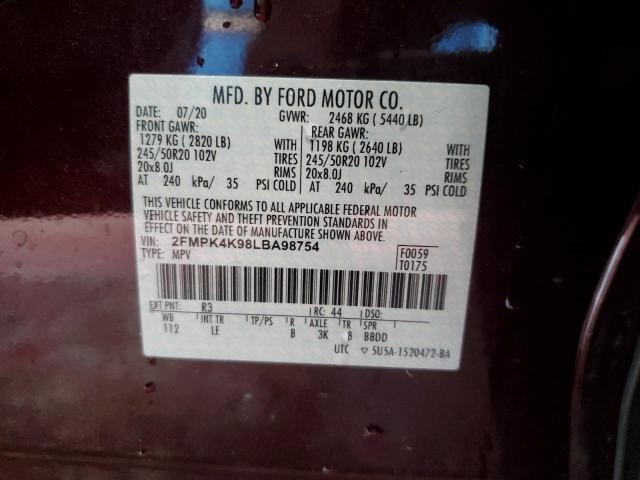 MFD. BY FORD MOTOR CO.
DATE: 07/20 GVWR: 2468 KG ( 5440 LB)
FRONT GAWR: REAR GAWR:
1279 KG ( 2820 LB) 1198 KG ( 2640 LB)
245/50R20 102V TIRES 245/50R20 102V TIRES
20x8.0J RIMS 20x8.0J RIMS
AT 240 kPa/ 35 PSI COLD AT 240 kPa/ 35 PSI COLD
THIS VEHICLE CONFORMS TO ALL APPLICABLE FEDERAL MOTOR
VEHICLE SAFETY AND THEFT PREVENTION STANDARDS IN
EFFECT ON THE DATE OF MANUFACTURE SHOWN ABOVE.
VIN: 2FMPK4K98LBA98754
TYPE: MPV
F0059
T0175
EXT PNT: R3 RC: 44 DSO:
WB INT TR TP/PS R AXLE TR SPR
112 LE B 3K 8 BBDD
UTC ▽ 5U5A-1520472-BA